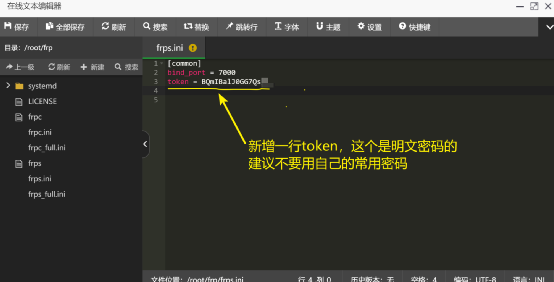 在线文本编辑器
保存 全部保存 刷新 搜索 替换 跳转行 字体 主题 设置 快捷键
目录: /root/frp
frps.ini
上一级 刷新 新建 搜索
systemd
LICENSE
frpc
frpc.ini
frpc_full.ini
frps
frps.ini
frps_full.ini
1 [common]
2 bind_port = 7000
3 token = BQmIBalJ0GG7Qs
4
5
新增一行token，这个是明文密码的
建议不要用自己的常用密码
文件位置: /root/frp/frps.ini 行 4, 列 0 历史版本: 无 空格: 4 编码: UTF-8 语言: INI